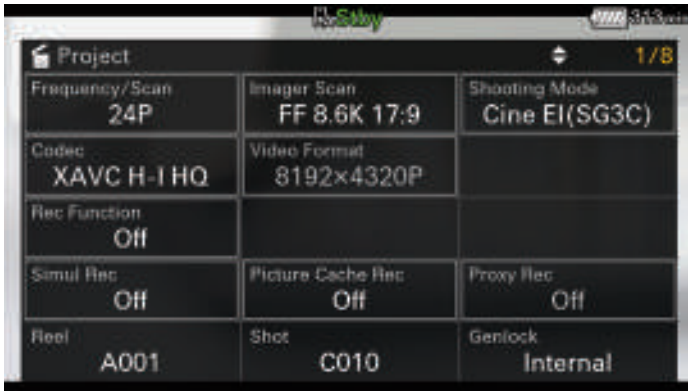 Stby
313min
Project 1/8
Frequency/Scan
24P
Imager Scan
FF 8.6K 17:9
Shooting Mode
Cine EI(SG3C)
Codec
XAVC H-I HQ
Video Format
8192×4320P
Rec Function
Off
Simul Rec
Off
Picture Cache Rec
Off
Proxy Rec
Off
Reel
A001
Shot
C010
Genlock
Internal